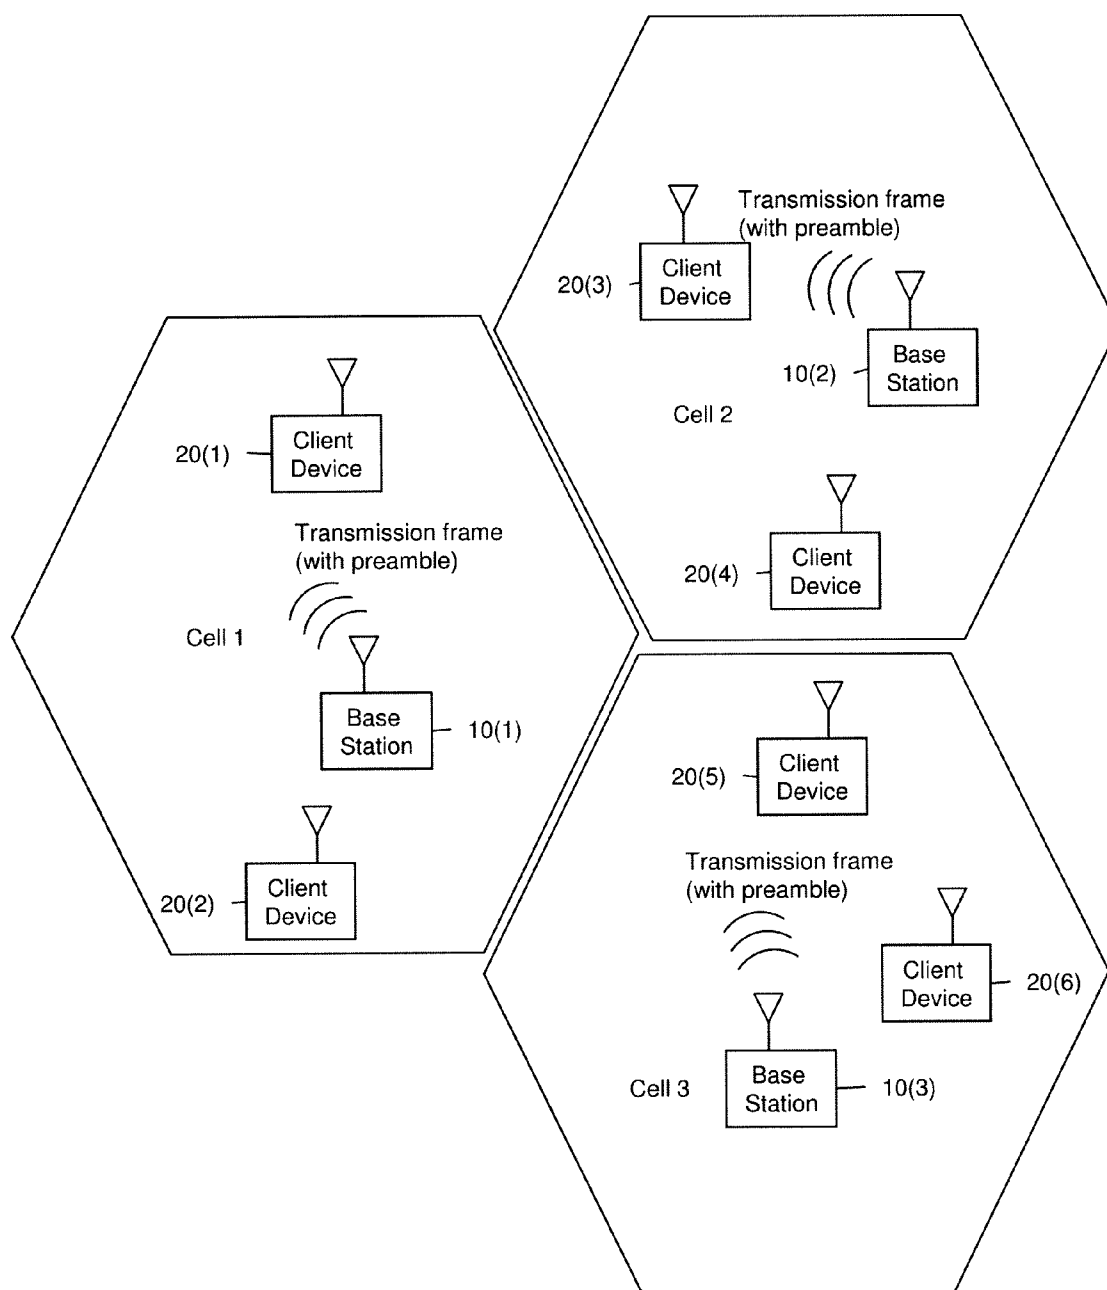 Transmission frame
(with preamble)
Client
Device
20(3)
Base
Station
10(2)
Cell 2
Client
Device
20(4)
Client
Device
20(1)
Transmission frame
(with preamble)
Cell 1
Base
Station
10(1)
Client
Device
20(2)
Client
Device
20(5)
Transmission frame
(with preamble)
Client
Device
20(6)
Cell 3
Base
Station
10(3)